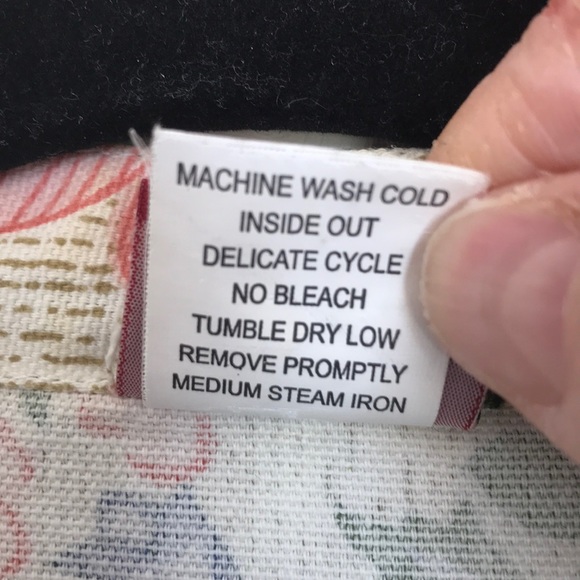 MACHINE WASH COLD
INSIDE OUT
DELICATE CYCLE
NO BLEACH
TUMBLE DRY LOW
REMOVE PROMPTLY
MEDIUM STEAM IRON